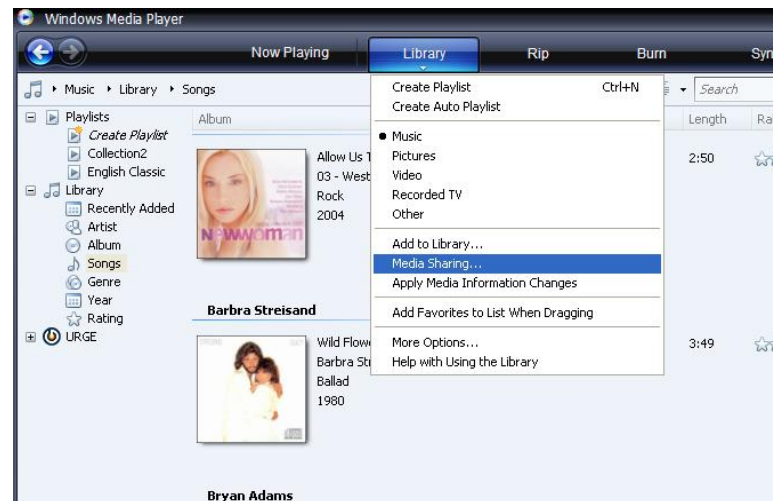 Windows Media Player
Now Playing Library Rip Burn
Music Library Songs
Search
Playlists
Create Playlist
Collection2
English Classic
Library
Recently Added
Artist
Album
Songs
Genre
Year
Rating
URGE
Create Playlist Ctrl+N
Create Auto Playlist
Music
Pictures
Video
Recorded TV
Other
Add to Library...
Media Sharing...
Apply Media Information Changes
Add Favorites to List When Dragging
More Options...
Help with Using the Library
Album Length
Allow Us 2:50
03 - West
Rock
2004
NEWWOMAN
Barbra Streisand
Wild 3:49
Barbra
Ballad
1980
Bryan Adams